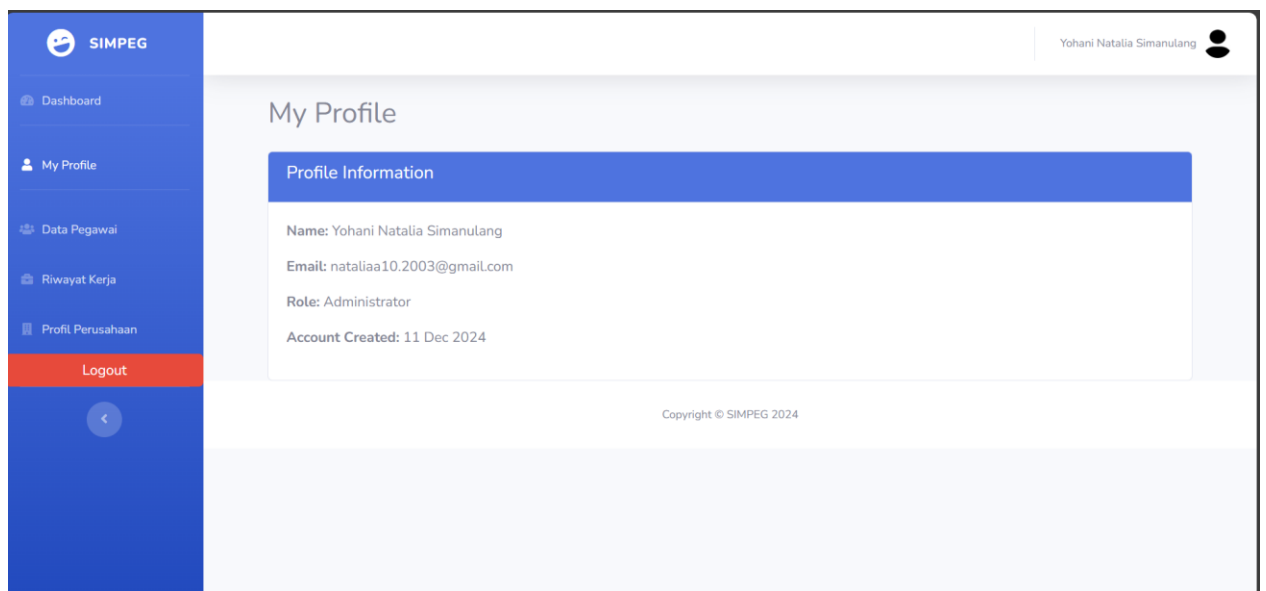 SIMPEG
Dashboard
My Profile
Data Pegawai
Riwayat Kerja
Profil Perusahaan
Logout
Yohani Natalia Simanulang
My Profile
Profile Information
Name: Yohani Natalia Simanulang
Email: nataliaa10.2003@gmail.com
Role: Administrator
Account Created: 11 Dec 2024
Copyright © SIMPEG 2024